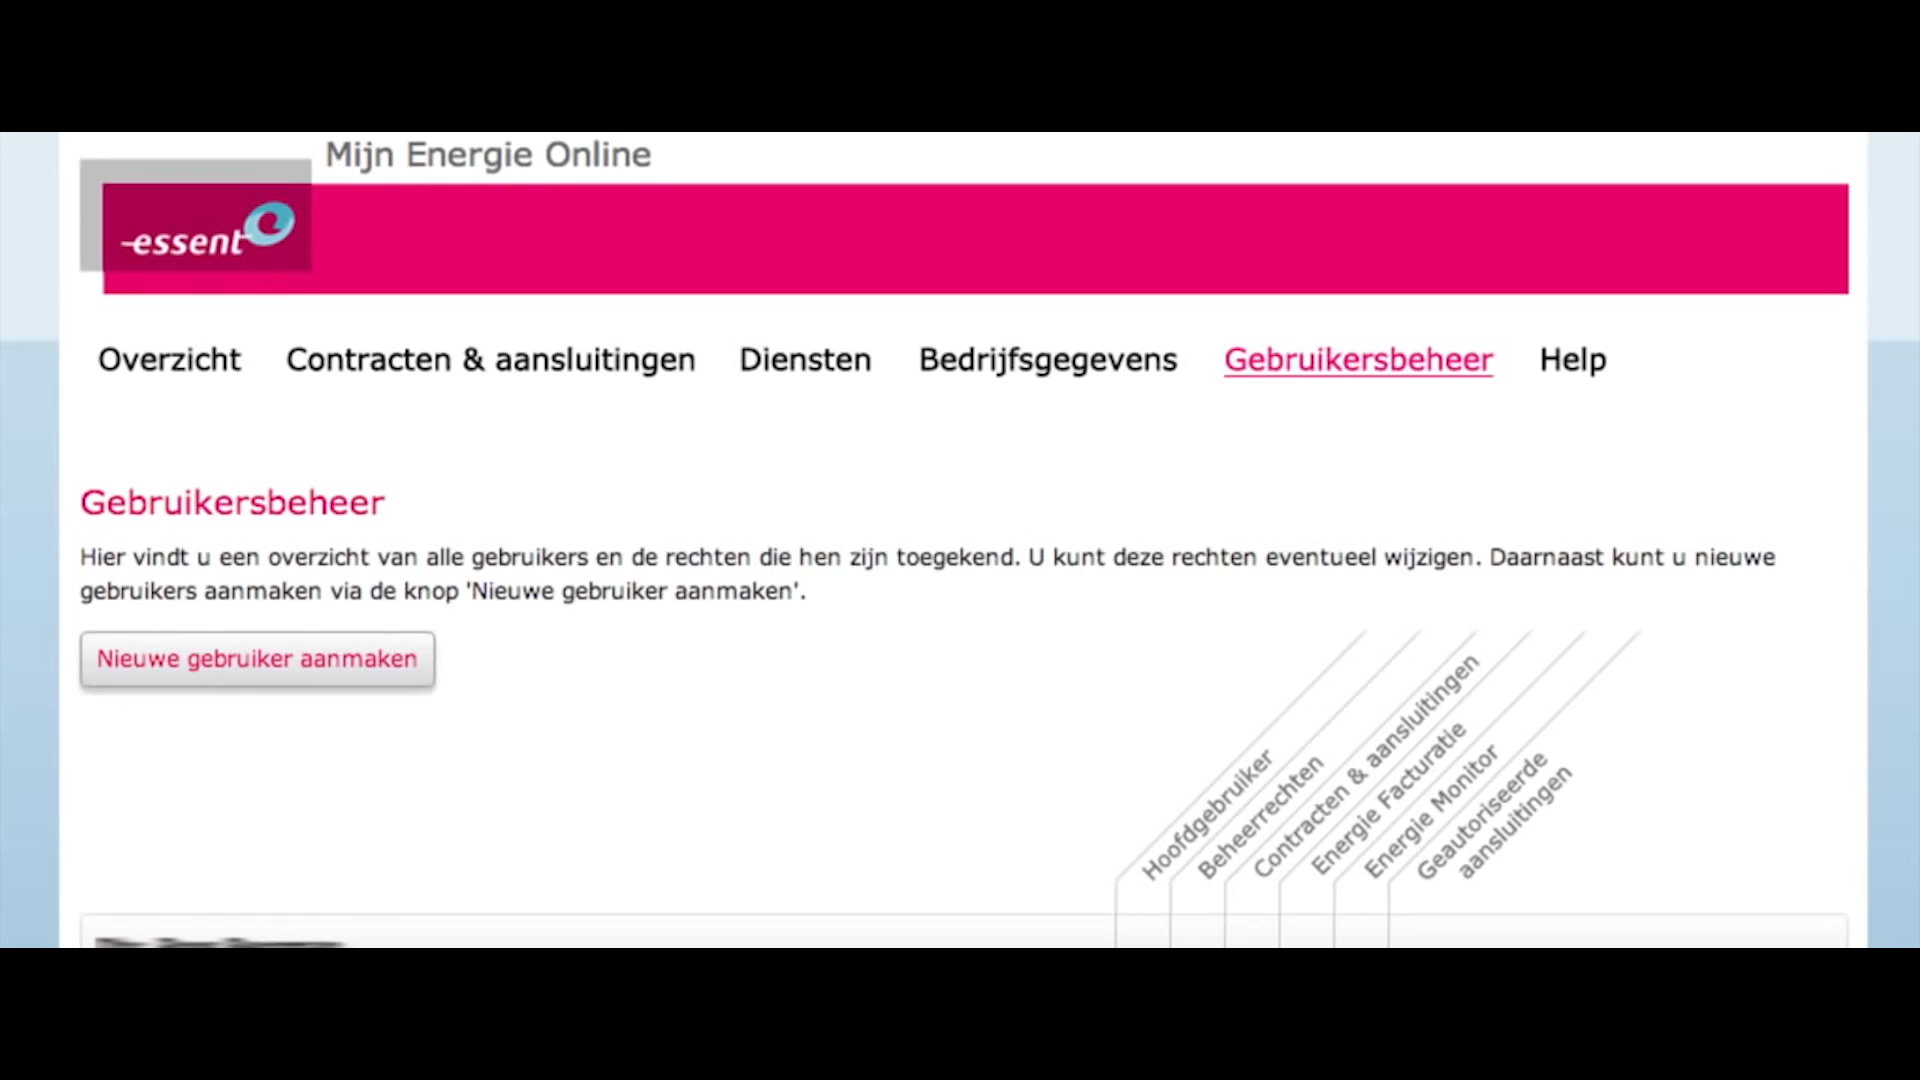 Mijn Energie Online
essent
Overzicht Contracten & aansluitingen Diensten Bedrijfsgegevens Gebruikersbeheer Help
Gebruikersbeheer
Hier vindt u een overzicht van alle gebruikers en de rechten die hen zijn toegekend. U kunt deze rechten eventueel wijzigen. Daarnaast kunt u nieuwe
gebruikers aanmaken via de knop 'Nieuwe gebruiker aanmaken'.
Nieuwe gebruiker aanmaken
Hoofdgebruiker
Beheerrechten
Contracten & aansluitingen
Energie Facturatie
Energie Monitor
Geautoriseerde
aansluitingen